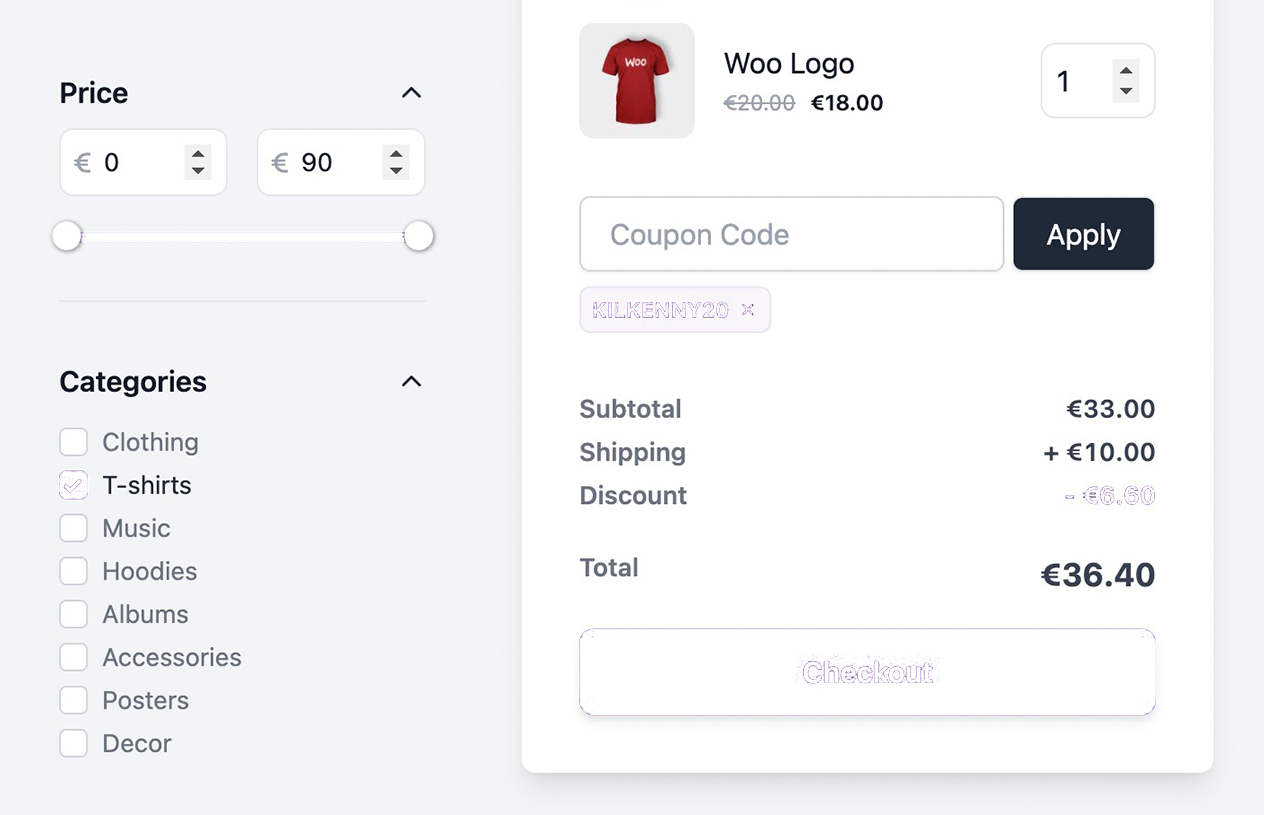 Price
€ 0
€ 90
Categories
Clothing
T-shirts
Music
Hoodies
Albums
Accessories
Posters
Decor
Woo
Woo Logo
€20.00 €18.00
1
Coupon Code
Apply
KILKENNY20 ×
Subtotal €33.00
Shipping + €10.00
Discount - €6.60
Total €36.40
Checkout